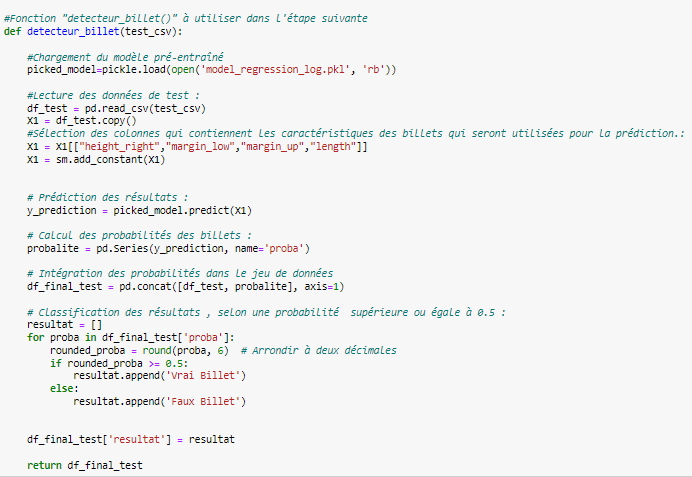 #Fonction "detecteur_billet()" à utiliser dans l'étape suivante
def detecteur_billet(test_csv):
#Chargement du modèle pré-entraîné
picked_model=pickle.load(open('model_regression_log.pkl', 'rb'))
#Lecture des données de test :
df_test = pd.read_csv(test_csv)
X1 = df_test.copy()
#Sélection des colonnes qui contiennent les caractéristiques des billets qui seront utilisées pour la prédiction.:
X1 = X1[["height_right","margin_low","margin_up","length"]]
X1 = sm.add_constant(X1)
# Prédiction des résultats :
y_prediction = picked_model.predict(X1)
# Calcul des probabilités des billets :
probalite = pd.Series(y_prediction, name='proba')
# Intégration des probabilités dans le jeu de données
df_final_test = pd.concat([df_test, probalite], axis=1)
# Classification des résultats , selon une probabilité  supérieure ou égale à 0.5 :
resultat = []
for proba in df_final_test['proba']:
rounded_proba = round(proba, 6)  # Arrondir à deux décimales
if rounded_proba >= 0.5:
resultat.append('Vrai Billet')
else:
resultat.append('Faux Billet')
df_final_test['resultat'] = resultat
return df_final_test